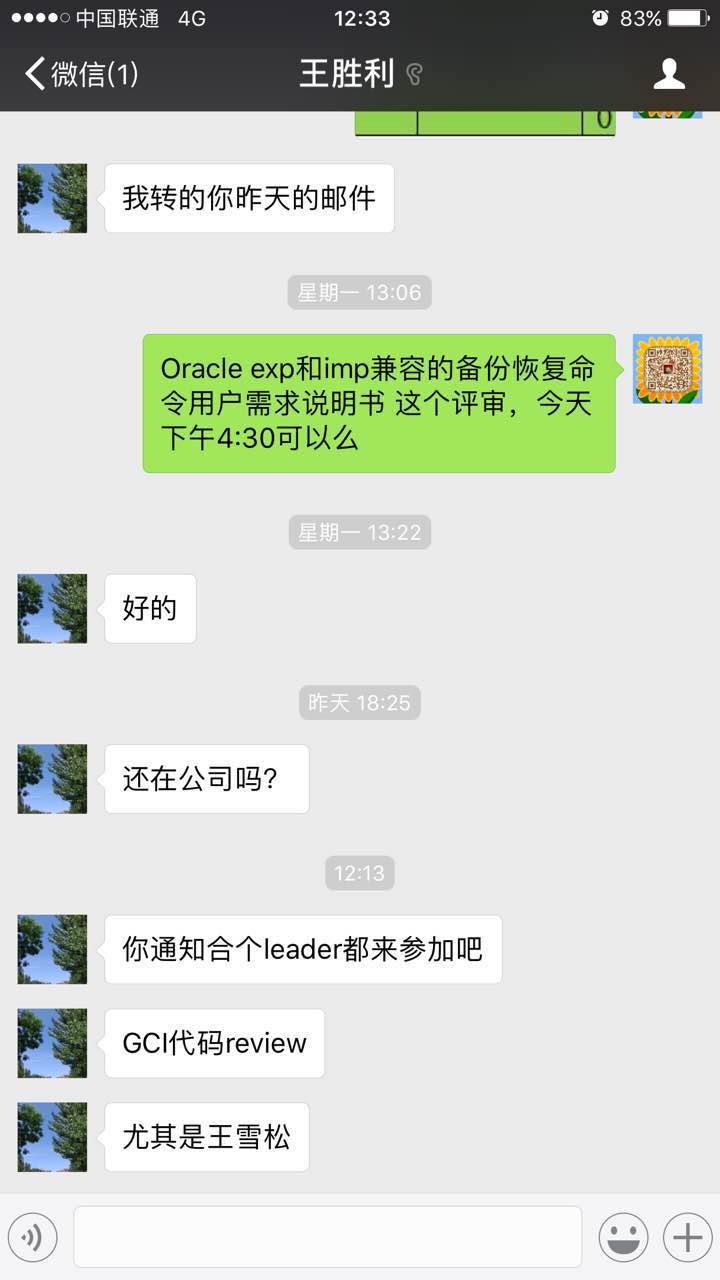 中国联通 4G 12:33 83%
微信(1) 王胜利
0
我转的你昨天的邮件
星期一 13:06
Oracle exp和imp兼容的备份恢复命
令用户需求说明书 这个评审，今天
下午4:30可以么
星期一 13:22
好的
昨天 18:25
还在公司吗?
12:13
你通知合个leader都来参加吧
GCI代码review
尤其是王雪松